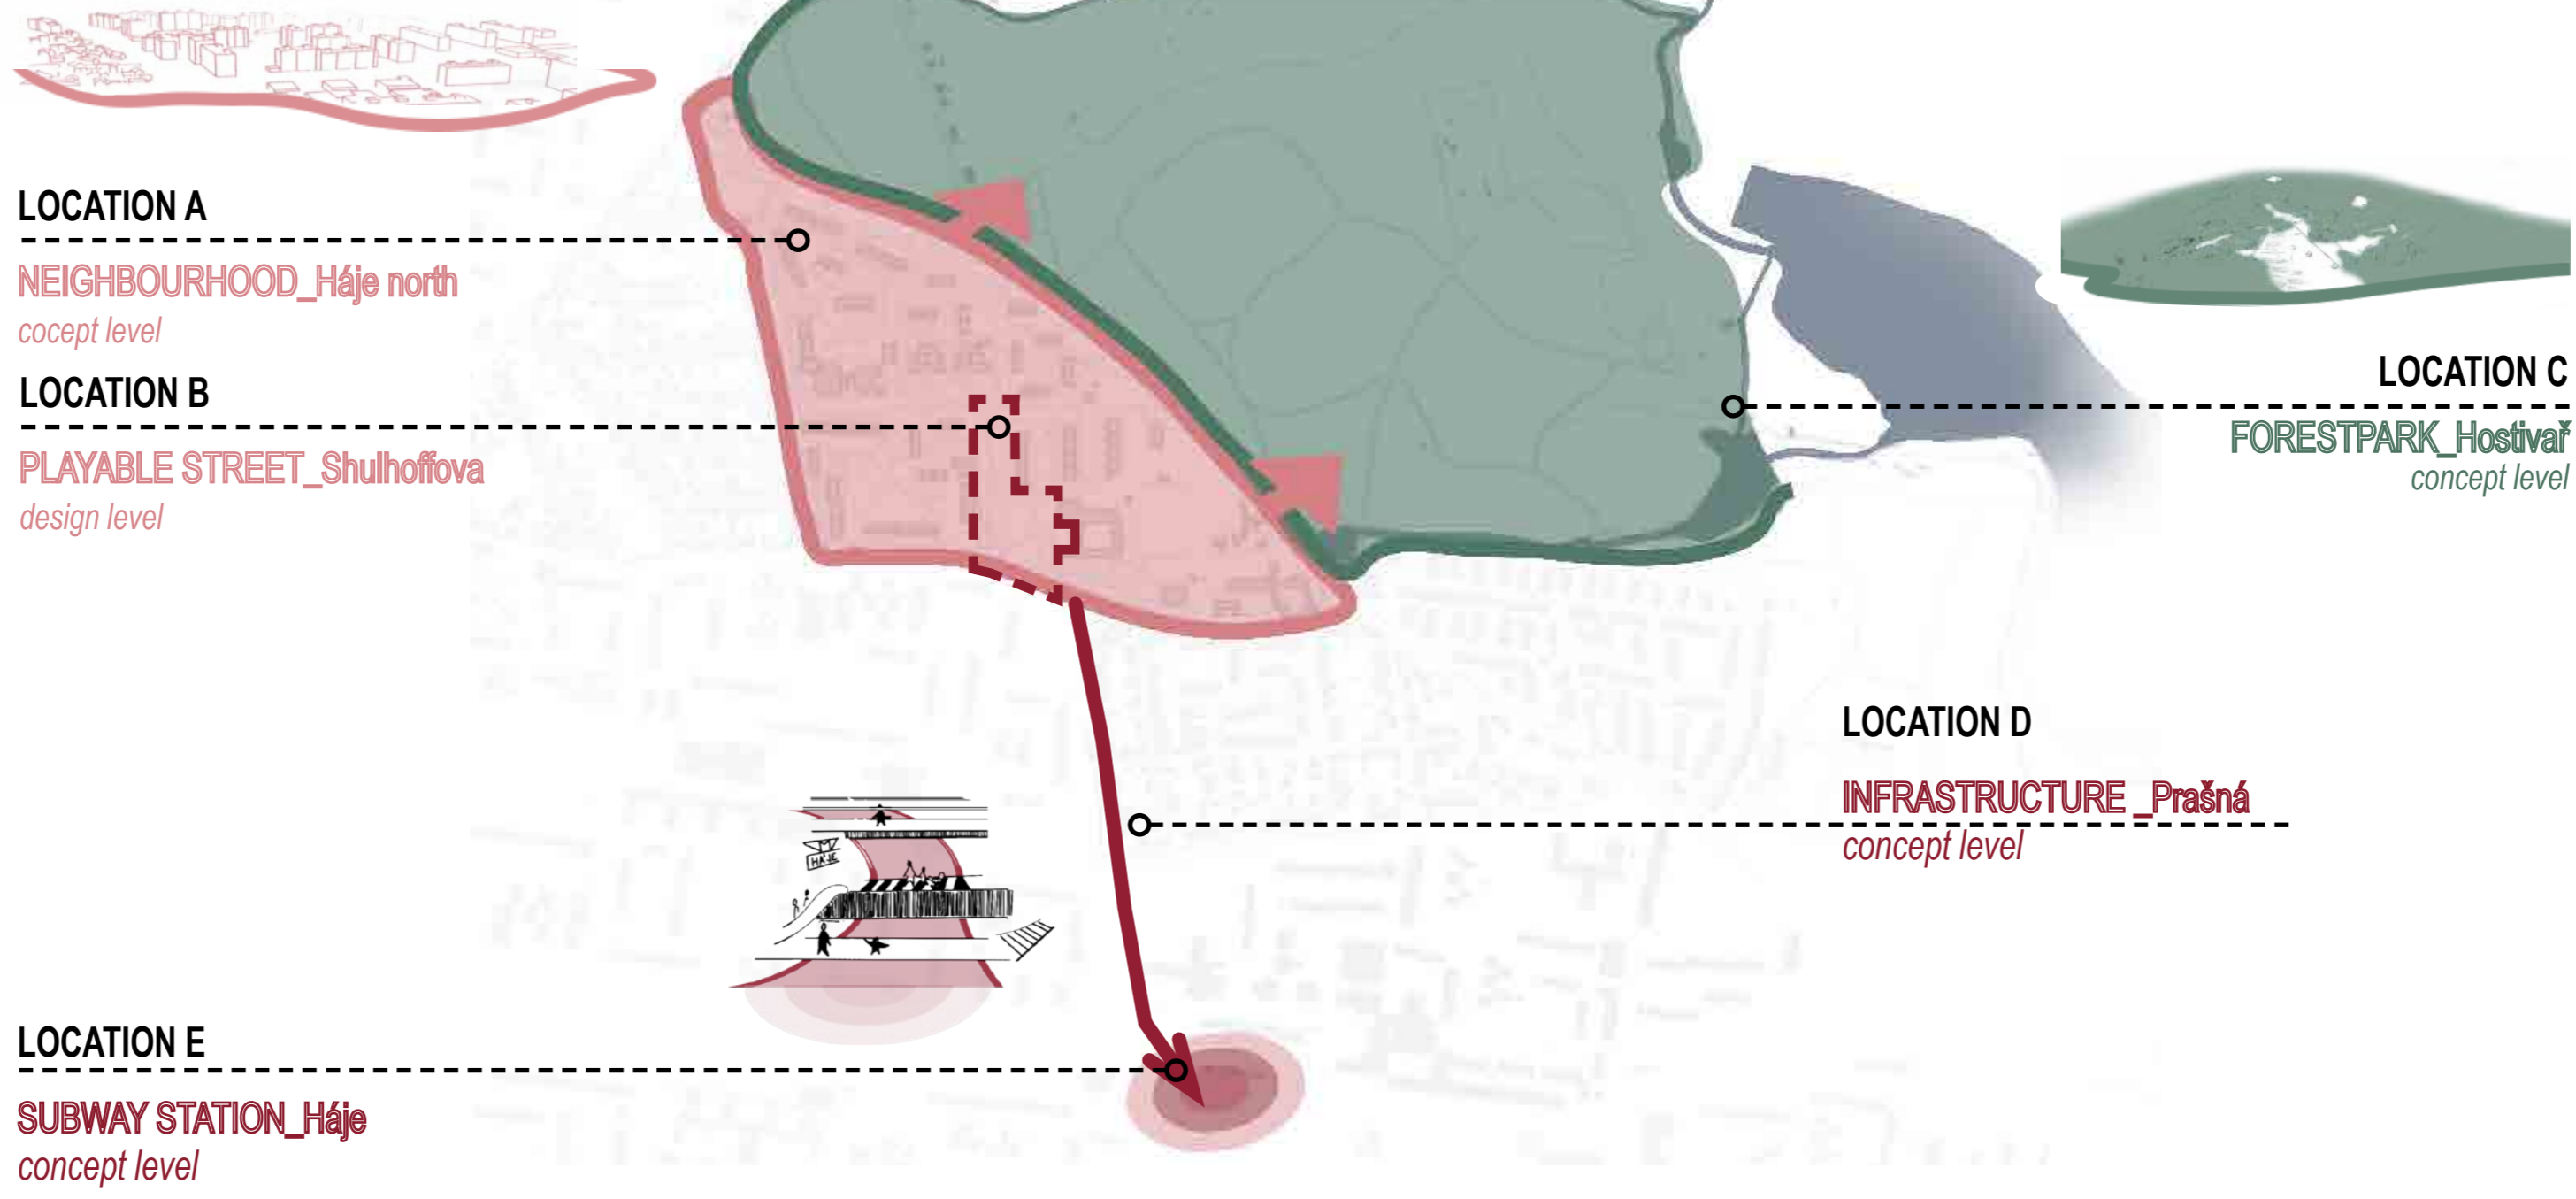 LOCATION A
NEIGHBOURHOOD_Háje north
cocept level
LOCATION B
PLAYABLE STREET_Shulhoffova
design level
LOCATION C
FORESTPARK_Hostivař
concept level
LOCATION D
INFRASTRUCTURE _Prašná
concept level
M
HÁJE
LOCATION E
SUBWAY STATION_Háje
concept level